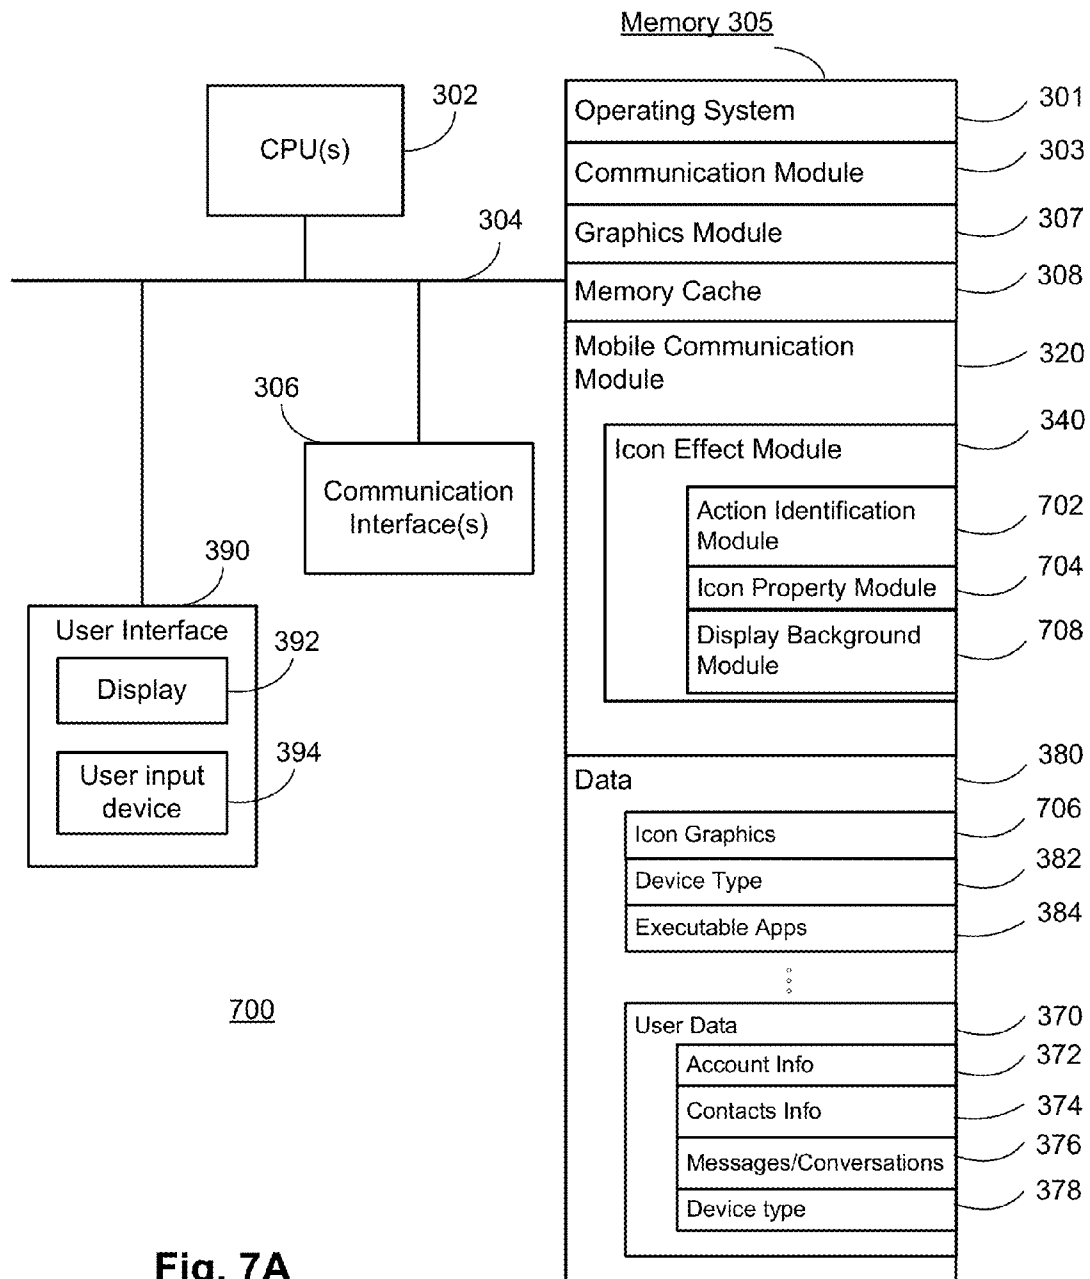 Memory 305
302
CPU(s)
304
306
Communication
Interface(s)
390
User Interface
392
Display
394
User input
device
700
Operating System
301
Communication Module
303
Graphics Module
307
Memory Cache
308
Mobile Communication
Module
320
Icon Effect Module
340
Action Identification
Module
702
Icon Property Module
704
Display Background
Module
708
Data
380
Icon Graphics
706
Device Type
382
Executable Apps
384
User Data
370
Account Info
372
Contacts Info
374
Messages/Conversations
376
Device type
378
Fig. 7A